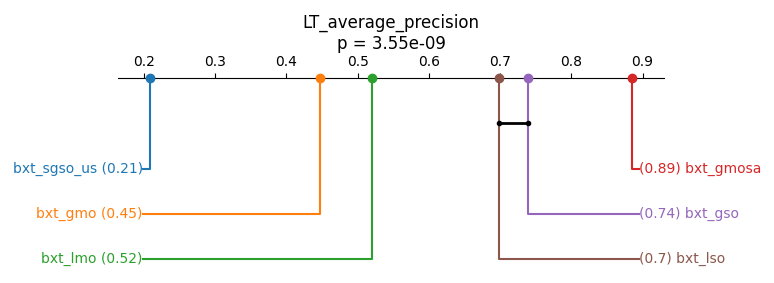 LT_average_precision
p = 3.55e-09
0.2 0.3 0.4 0.5 0.6 0.7 0.8 0.9
bxt_sgso_us (0.21) (0.89) bxt_gmosa
bxt_gmo (0.45) (0.74) bxt_gso
bxt_lmo (0.52) (0.7) bxt_lso